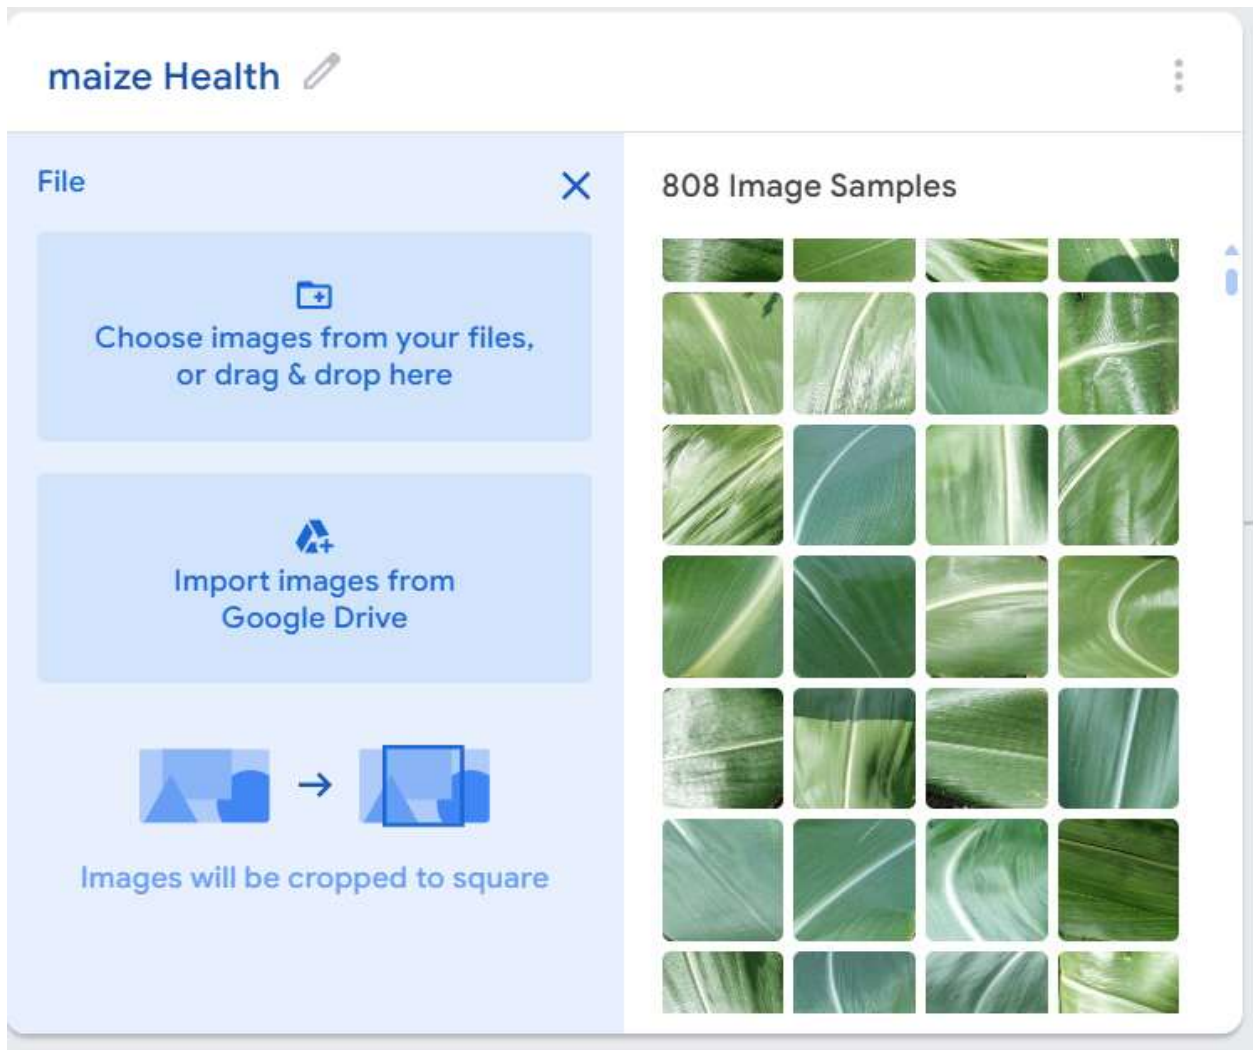 maize Health
File
Choose images from your files,
or drag & drop here
Import images from
Google Drive
Images will be cropped to square
808 Image Samples